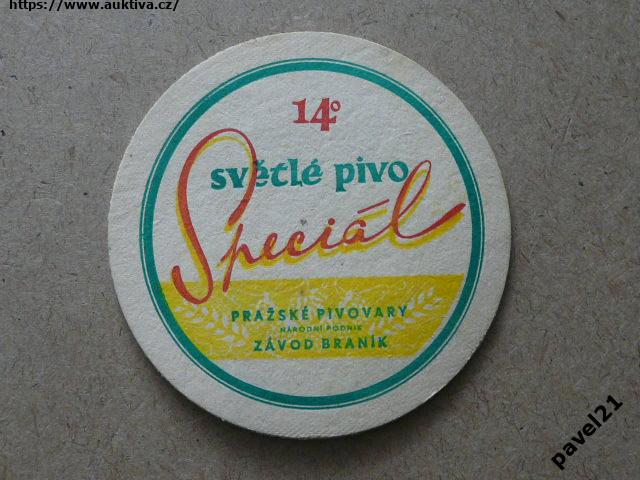 https://www.auktiva.cz/
14°
světlé pivo
Speciál
PRAŽSKÉ PIVOVARY
NÁRODNÍ PODNIK
ZÁVOD BRANÍK
pavel21